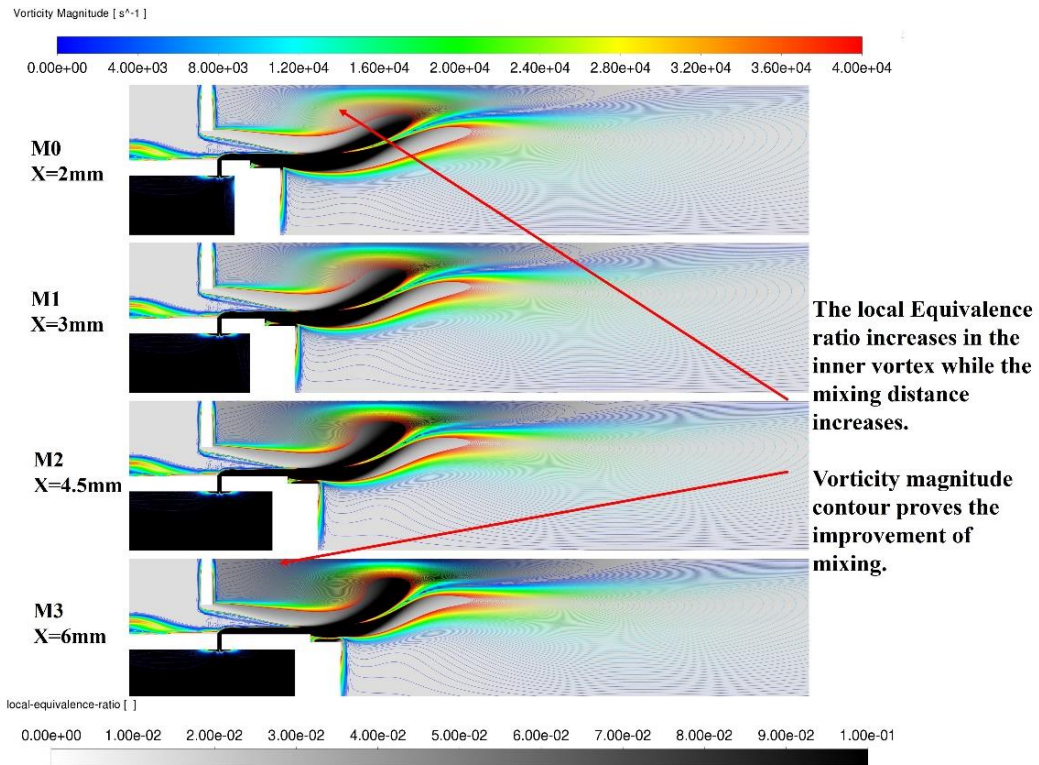 Vorticity Magnitude [ s^-1 ]
0.00e+00 4.00e+03 8.00e+03 1.20e+04 1.60e+04 2.00e+04 2.40e+04 2.80e+04 3.20e+04 3.60e+04 4.00e+04
M0
X=2mm
M1
X=3mm
The local Equivalence
ratio increases in the
inner vortex while the
mixing distance
increases.
M2
X=4.5mm
Vorticity magnitude
contour proves the
improvement of
mixing.
M3
X=6mm
local-equivalence-ratio [ ]
0.00e+00 1.00e-02 2.00e-02 3.00e-02 4.00e-02 5.00e-02 6.00e-02 7.00e-02 8.00e-02 9.00e-02 1.00e-01